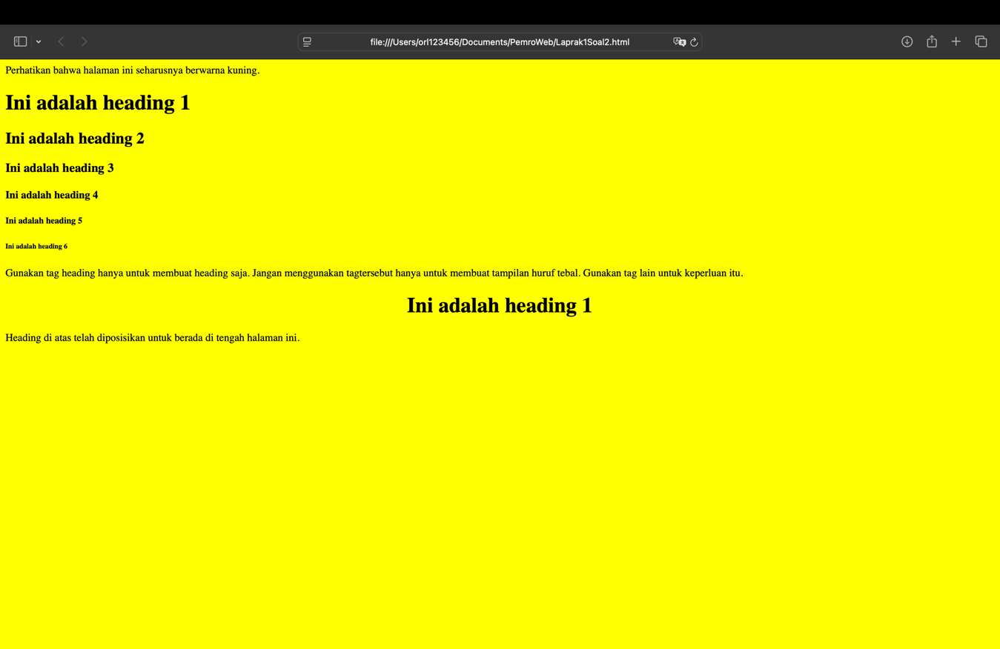 file:///Users/orl123456/Documents/PemroWeb/Laprak1Soal2.html
Perhatikan bahwa halaman ini seharusnya berwarna kuning.
Ini adalah heading 1
Ini adalah heading 2
Ini adalah heading 3
Ini adalah heading 4
Ini adalah heading 5
Ini adalah heading 6
Gunakan tag heading hanya untuk membuat heading saja. Jangan menggunakan tagtersebut hanya untuk membuat tampilan huruf tebal. Gunakan tag lain untuk keperluan itu.
Ini adalah heading 1
Heading di atas telah diposisikan untuk berada di tengah halaman ini.